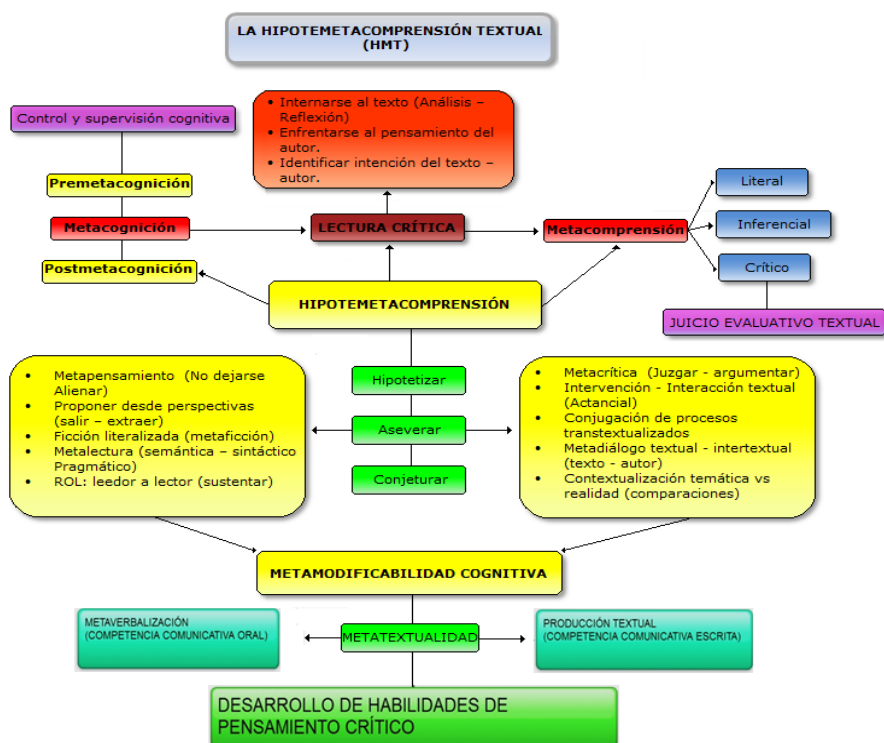 LA HIPOTEMETACOMPRENSIÓN TEXTUAL
(HMT)
Control y supervisión cognitiva
Premetacognición
Metacognición
Postmetacognición
• Internarse al texto (Análisis –
Reflexión)
• Enfrentarse al pensamiento del
autor.
• Identificar intención del texto –
autor.
LECTURA CRÍTICA
Metacomprensión
Literal
Inferencial
Crítico
JUICIO EVALUATIVO TEXTUAL
HIPOTEMETACOMPRENSIÓN
Hipotetizar
Aseverar
Conjeturar
• Metapensamiento (No dejarse
Alienar)
• Proponer desde perspectivas
(salir – extraer)
• Ficción literalizada (metaficción)
• Metalectura (semántica – sintáctico
Pragmático)
• ROL: leedor a lector (sustentar)
• Metacrítica (Juzgar - argumentar)
• Intervención - Interacción textual
(Actancial)
• Conjugación de procesos
transtextualizados
• Metadiálogo textual - intertextual
(texto - autor)
• Contextualización temática vs
realidad (comparaciones)
METAMODIFICABILIDAD COGNITIVA
METAVERBALIZACIÓN
(COMPETENCIA COMUNICATIVA ORAL)
METATEXTUALIDAD
PRODUCCIÓN TEXTUAL
(COMPETENCIA COMUNICATIVA ESCRITA)
DESARROLLO DE HABILIDADES DE
PENSAMIENTO CRÍTICO